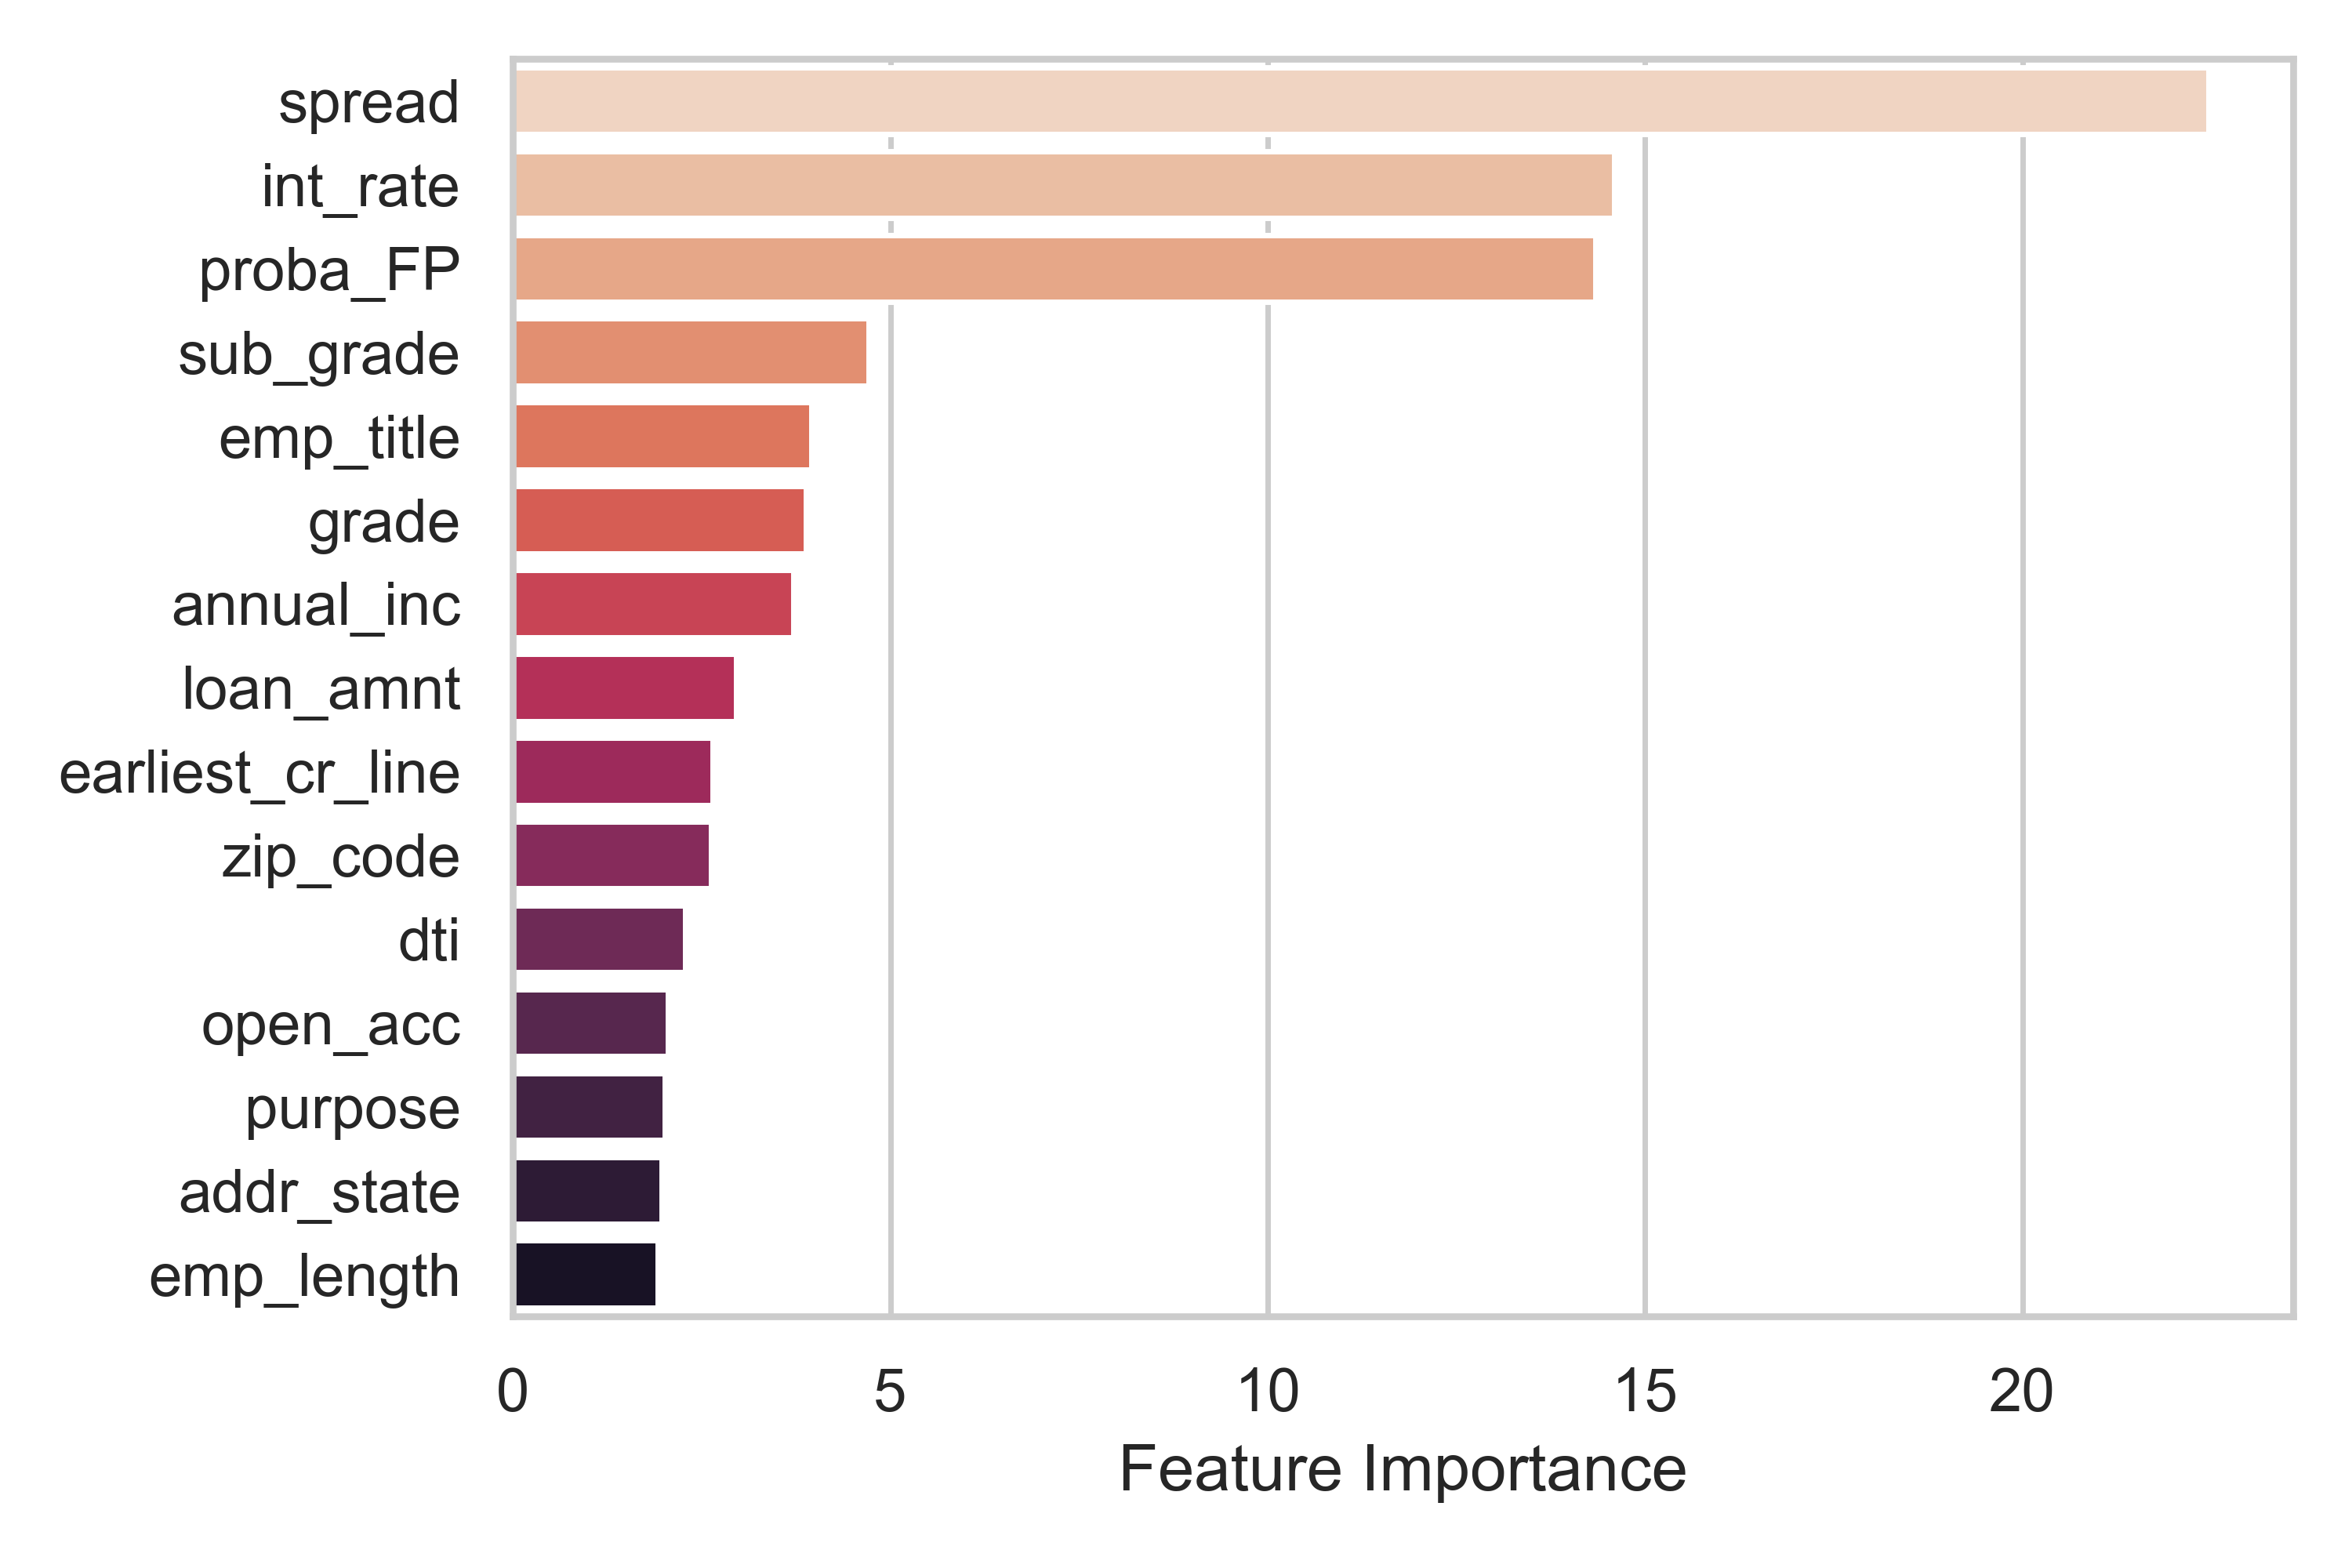 spread
int_rate
proba_FP
sub_grade
emp_title
grade
annual_inc
loan_amnt
earliest_cr_line
zip_code
dti
open_acc
purpose
addr_state
emp_length
0 5 10 15 20
Feature Importance